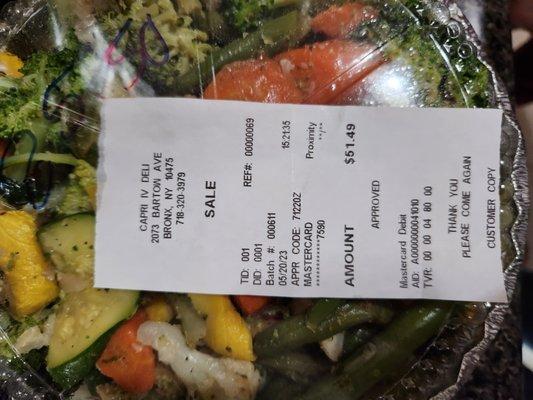 CAPRI IV DELI
2073 BARTON AVE
BRONX, NY 10475
718-320-3979
SALE
REF#: 00000069
TID: 001
DID: 0001
Batch #: 000611
05/20/23 15:21:35
APPR CODE: 71220Z
MASTERCARD Proximity
************7590 **/**
AMOUNT $51.49
APPROVED
Mastercard Debit
AID: A0000000041010
TVR: 00 00 04 80 00
THANK YOU
PLEASE COME AGAIN
CUSTOMER COPY